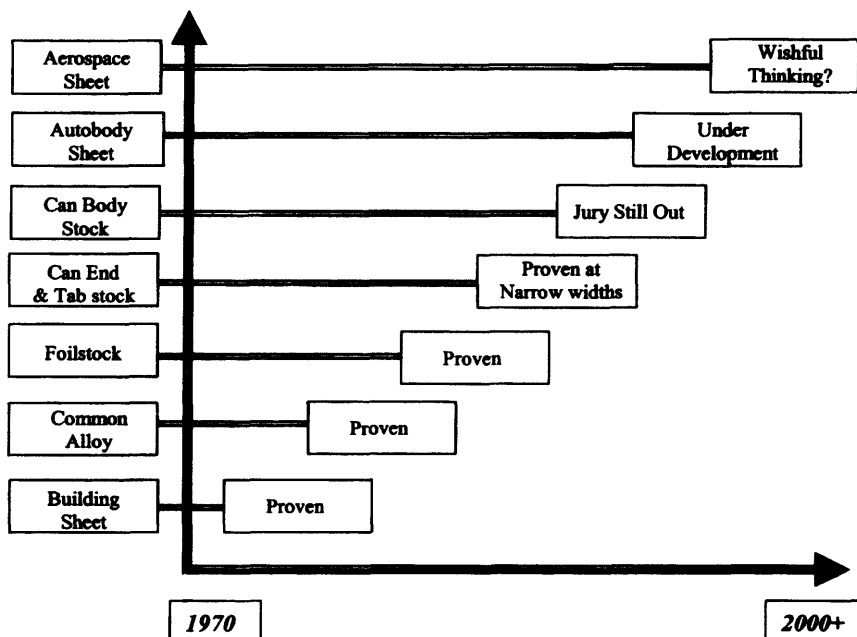 Aerospace
Sheet
Wishful
Thinking?
Autobody
Sheet
Under
Development
Can Body
Stock
Jury Still Out
Can End
& Tab stock
Proven at
Narrow widths
Foilstock
Proven
Common
Alloy
Proven
Building
Sheet
Proven
1970
2000+